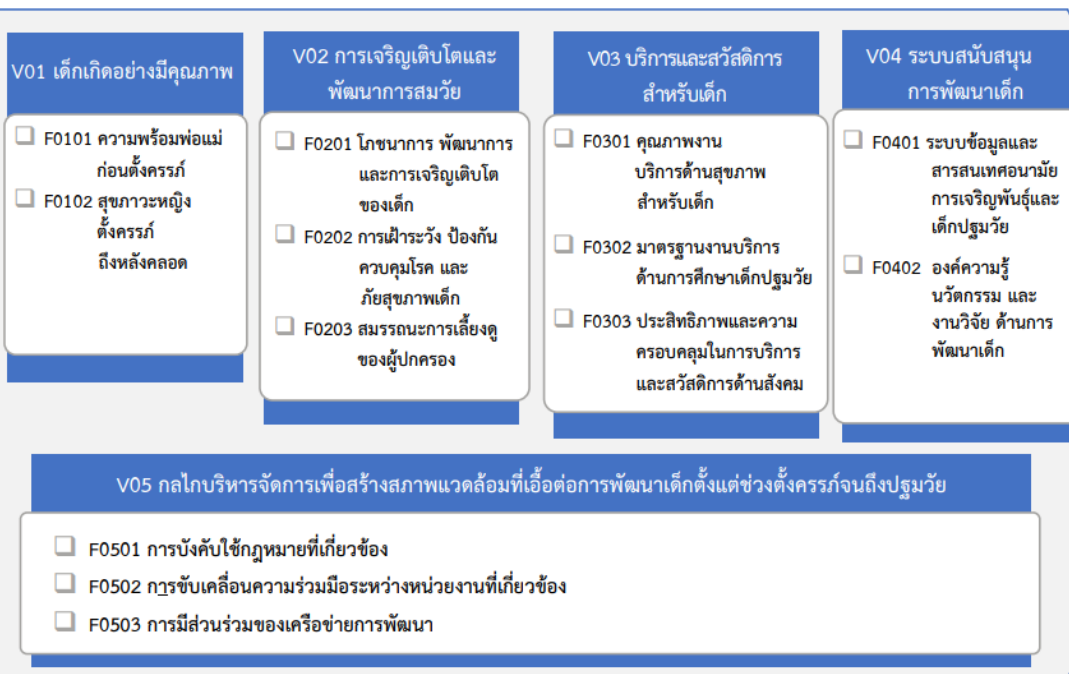 V01 เด็กเกิดอย่างมีคุณภาพ
F0101 ความพร้อมพ่อแม่
ก่อนตั้งครรภ์
F0102 สุขภาวะหญิง
ตั้งครรภ์
ถึงหลังคลอด
V02 การเจริญเติบโตและ
พัฒนาการสมวัย
F0201 โภชนาการ พัฒนาการ
และการเจริญเติบโต
ของเด็ก
F0202 การเฝ้าระวัง ป้องกัน
ควบคุมโรค และ
ภัยสุขภาพเด็ก
F0203 สมรรถนะการเลี้ยงดู
ของผู้ปกครอง
V03 บริการและสวัสดิการ
สำหรับเด็ก
F0301 คุณภาพงาน
บริการด้านสุขภาพ
สำหรับเด็ก
F0302 มาตรฐานงานบริการ
ด้านการศึกษาเด็กปฐมวัย
F0303 ประสิทธิภาพและความ
ครอบคลุมในการบริการ
และสวัสดิการด้านสังคม
V04 ระบบสนับสนุน
การพัฒนาเด็ก
F0401 ระบบข้อมูลและ
สารสนเทศอนามัย
การเจริญพันธุ์และ
เด็กปฐมวัย
F0402 องค์ความรู้
นวัตกรรม และ
งานวิจัย ด้านการ
พัฒนาเด็ก
V05 กลไกบริหารจัดการเพื่อสร้างสภาพแวดล้อมที่เอื้อต่อการพัฒนาเด็กตั้งแต่ช่วงตั้งครรภ์จนถึงปฐมวัย
F0501 การบังคับใช้กฎหมายที่เกี่ยวข้อง
F0502 การขับเคลื่อนความร่วมมือระหว่างหน่วยงานที่เกี่ยวข้อง
F0503 การมีส่วนร่วมของเครือข่ายการพัฒนา